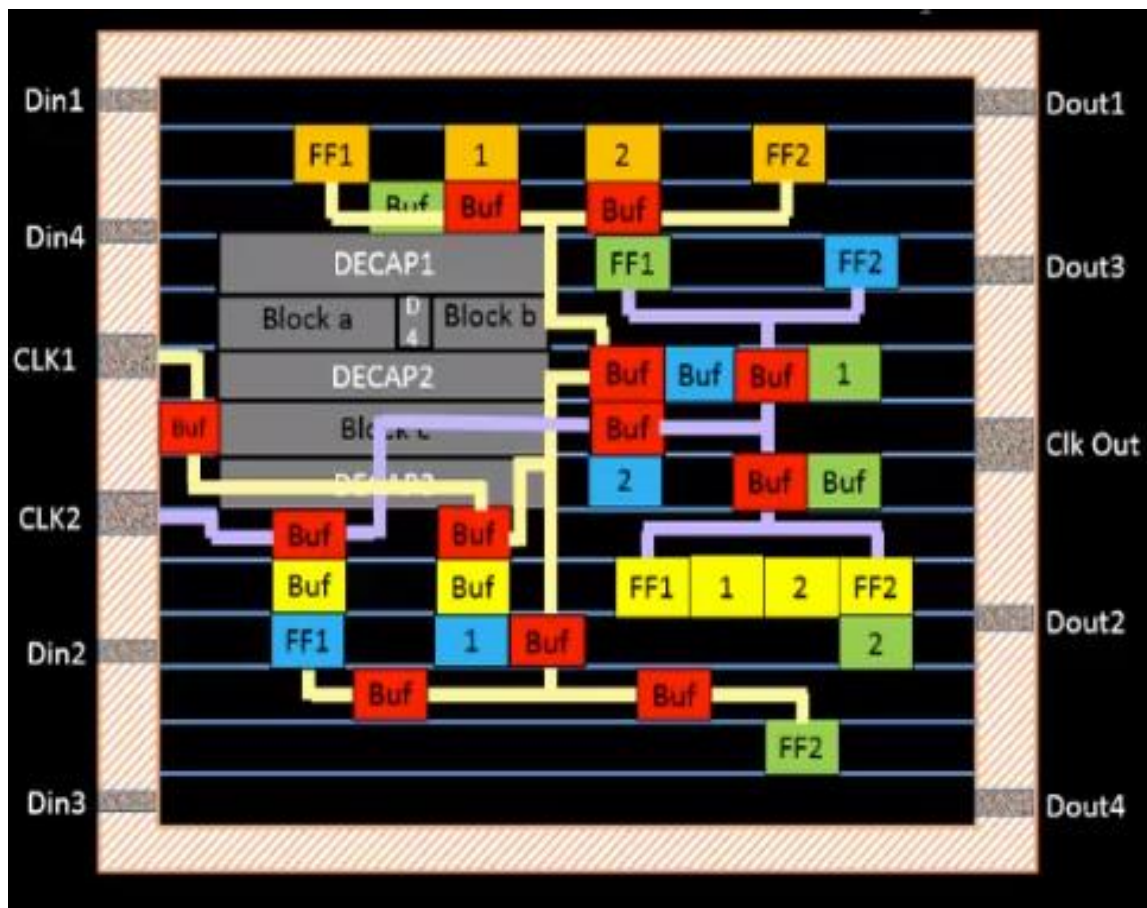 Din1
Dout1
FF1 1 2 FF2
Buf Buf Buf
Din4
DECAP1 FF1 FF2
Dout3
Block a D4 Block b
CLK1
DECAP2 Buf Buf Buf 1
Buf Buf
Clk Out
2 Buf Buf
CLK2
Buf Buf
Buf Buf FF1 1 2 FF2
Dout2
Din2
FF1 1 Buf 2
Buf Buf
FF2
Din3
Dout4